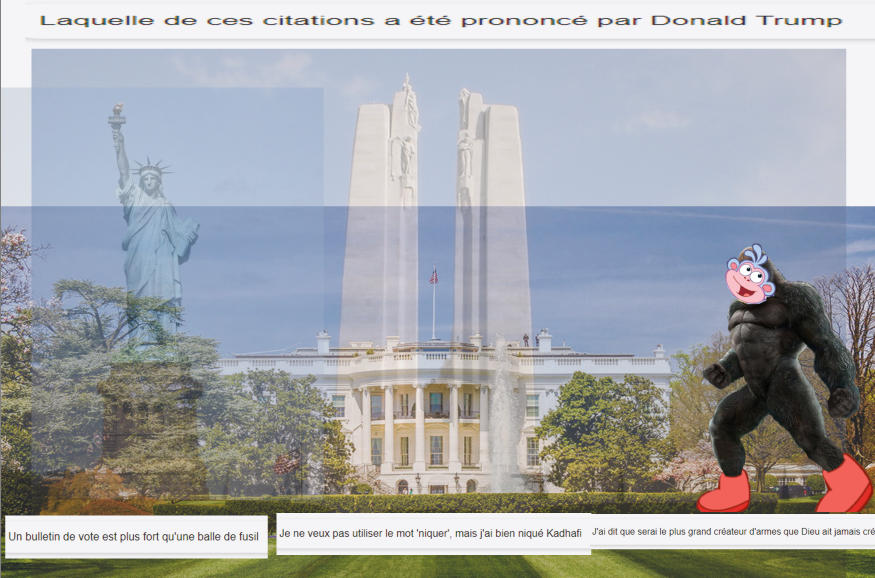 Laquelle de ces citations a été prononcé par Donald Trump
Un bulletin de vote est plus fort qu'une balle de fusil
Je ne veux pas utiliser le mot 'niquer', mais j'ai bien niqué Kadhafi
J'ai dit que serai le plus grand créateur d'armes que Dieu ait jamais cré